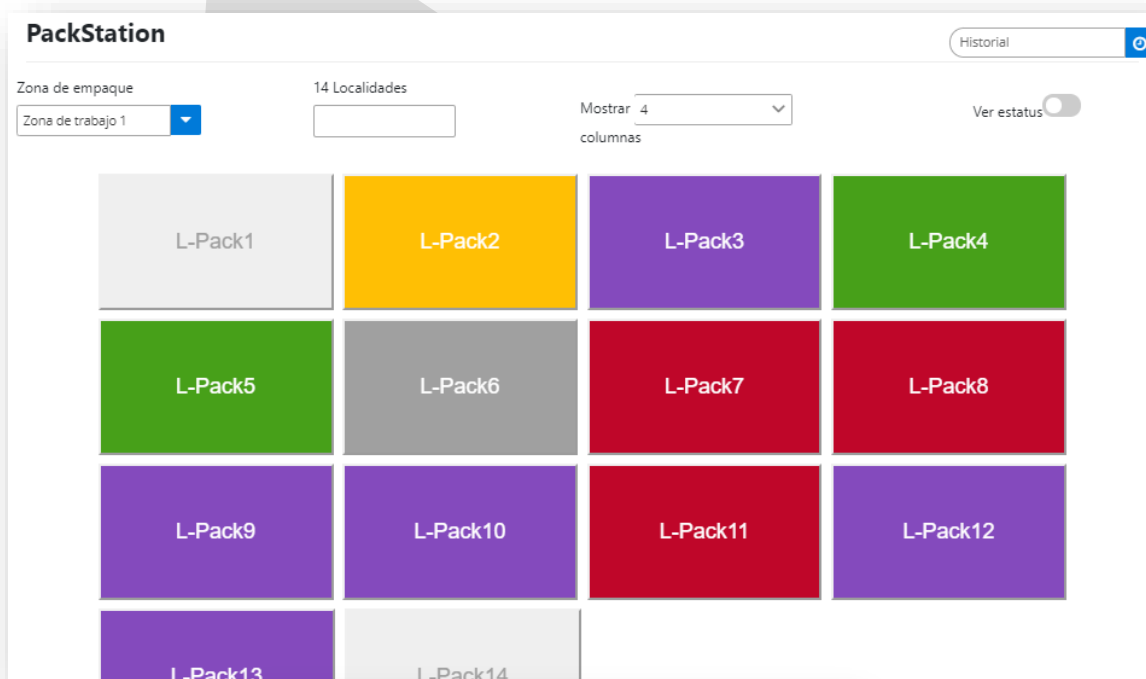 PackStation
Historial
Zona de empaque
14 Localidades
Zona de trabajo 1
Mostrar 4
columnas
Ver estatus
L-Pack1
L-Pack2
L-Pack3
L-Pack4
L-Pack5
L-Pack6
L-Pack7
L-Pack8
L-Pack9
L-Pack10
L-Pack11
L-Pack12
L-Pack13
L-Pack14